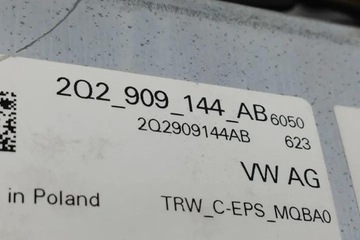 2Q2_909_144_AB 6050
2Q2909144AB 623
VW AG
in Poland TRW_C-EPS_MQBA0